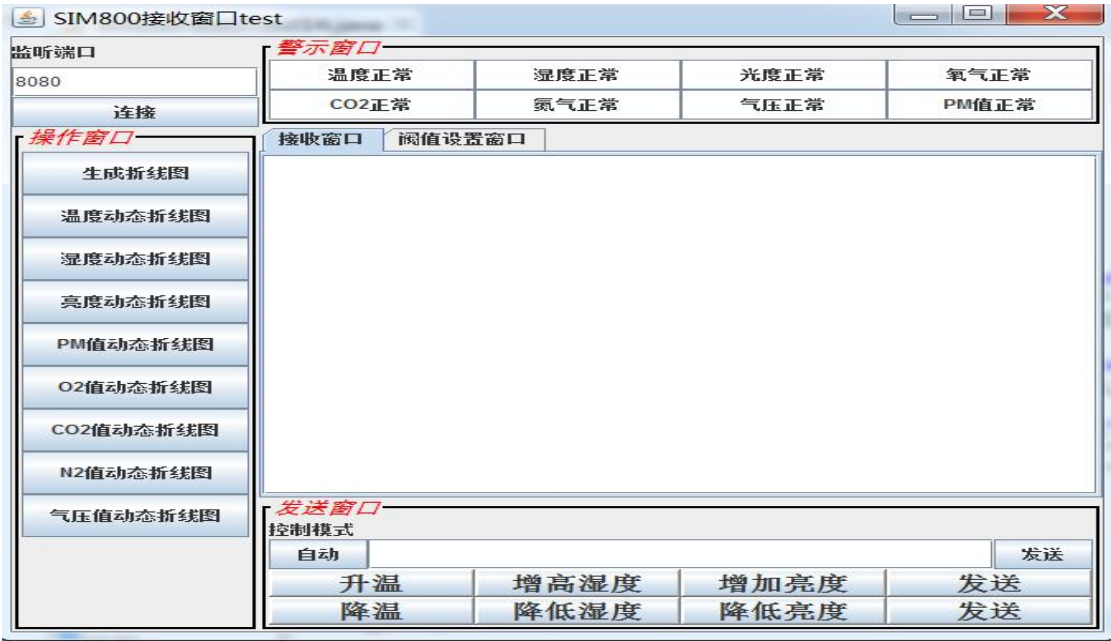 SIM800接收窗口test
监听端口
8080
连接
警示窗口
温度正常 湿度正常 光度正常 氧气正常
CO2正常 氮气正常 气压正常 PM值正常
操作窗口
生成折线图
温度动态折线图
湿度动态折线图
亮度动态折线图
PM值动态折线图
O2值动态折线图
CO2值动态折线图
N2值动态折线图
气压值动态折线图
接收窗口 阀值设置窗口
发送窗口
控制模式
自动 发送
升温 增高湿度 增加亮度 发送
降温 降低湿度 降低亮度 发送